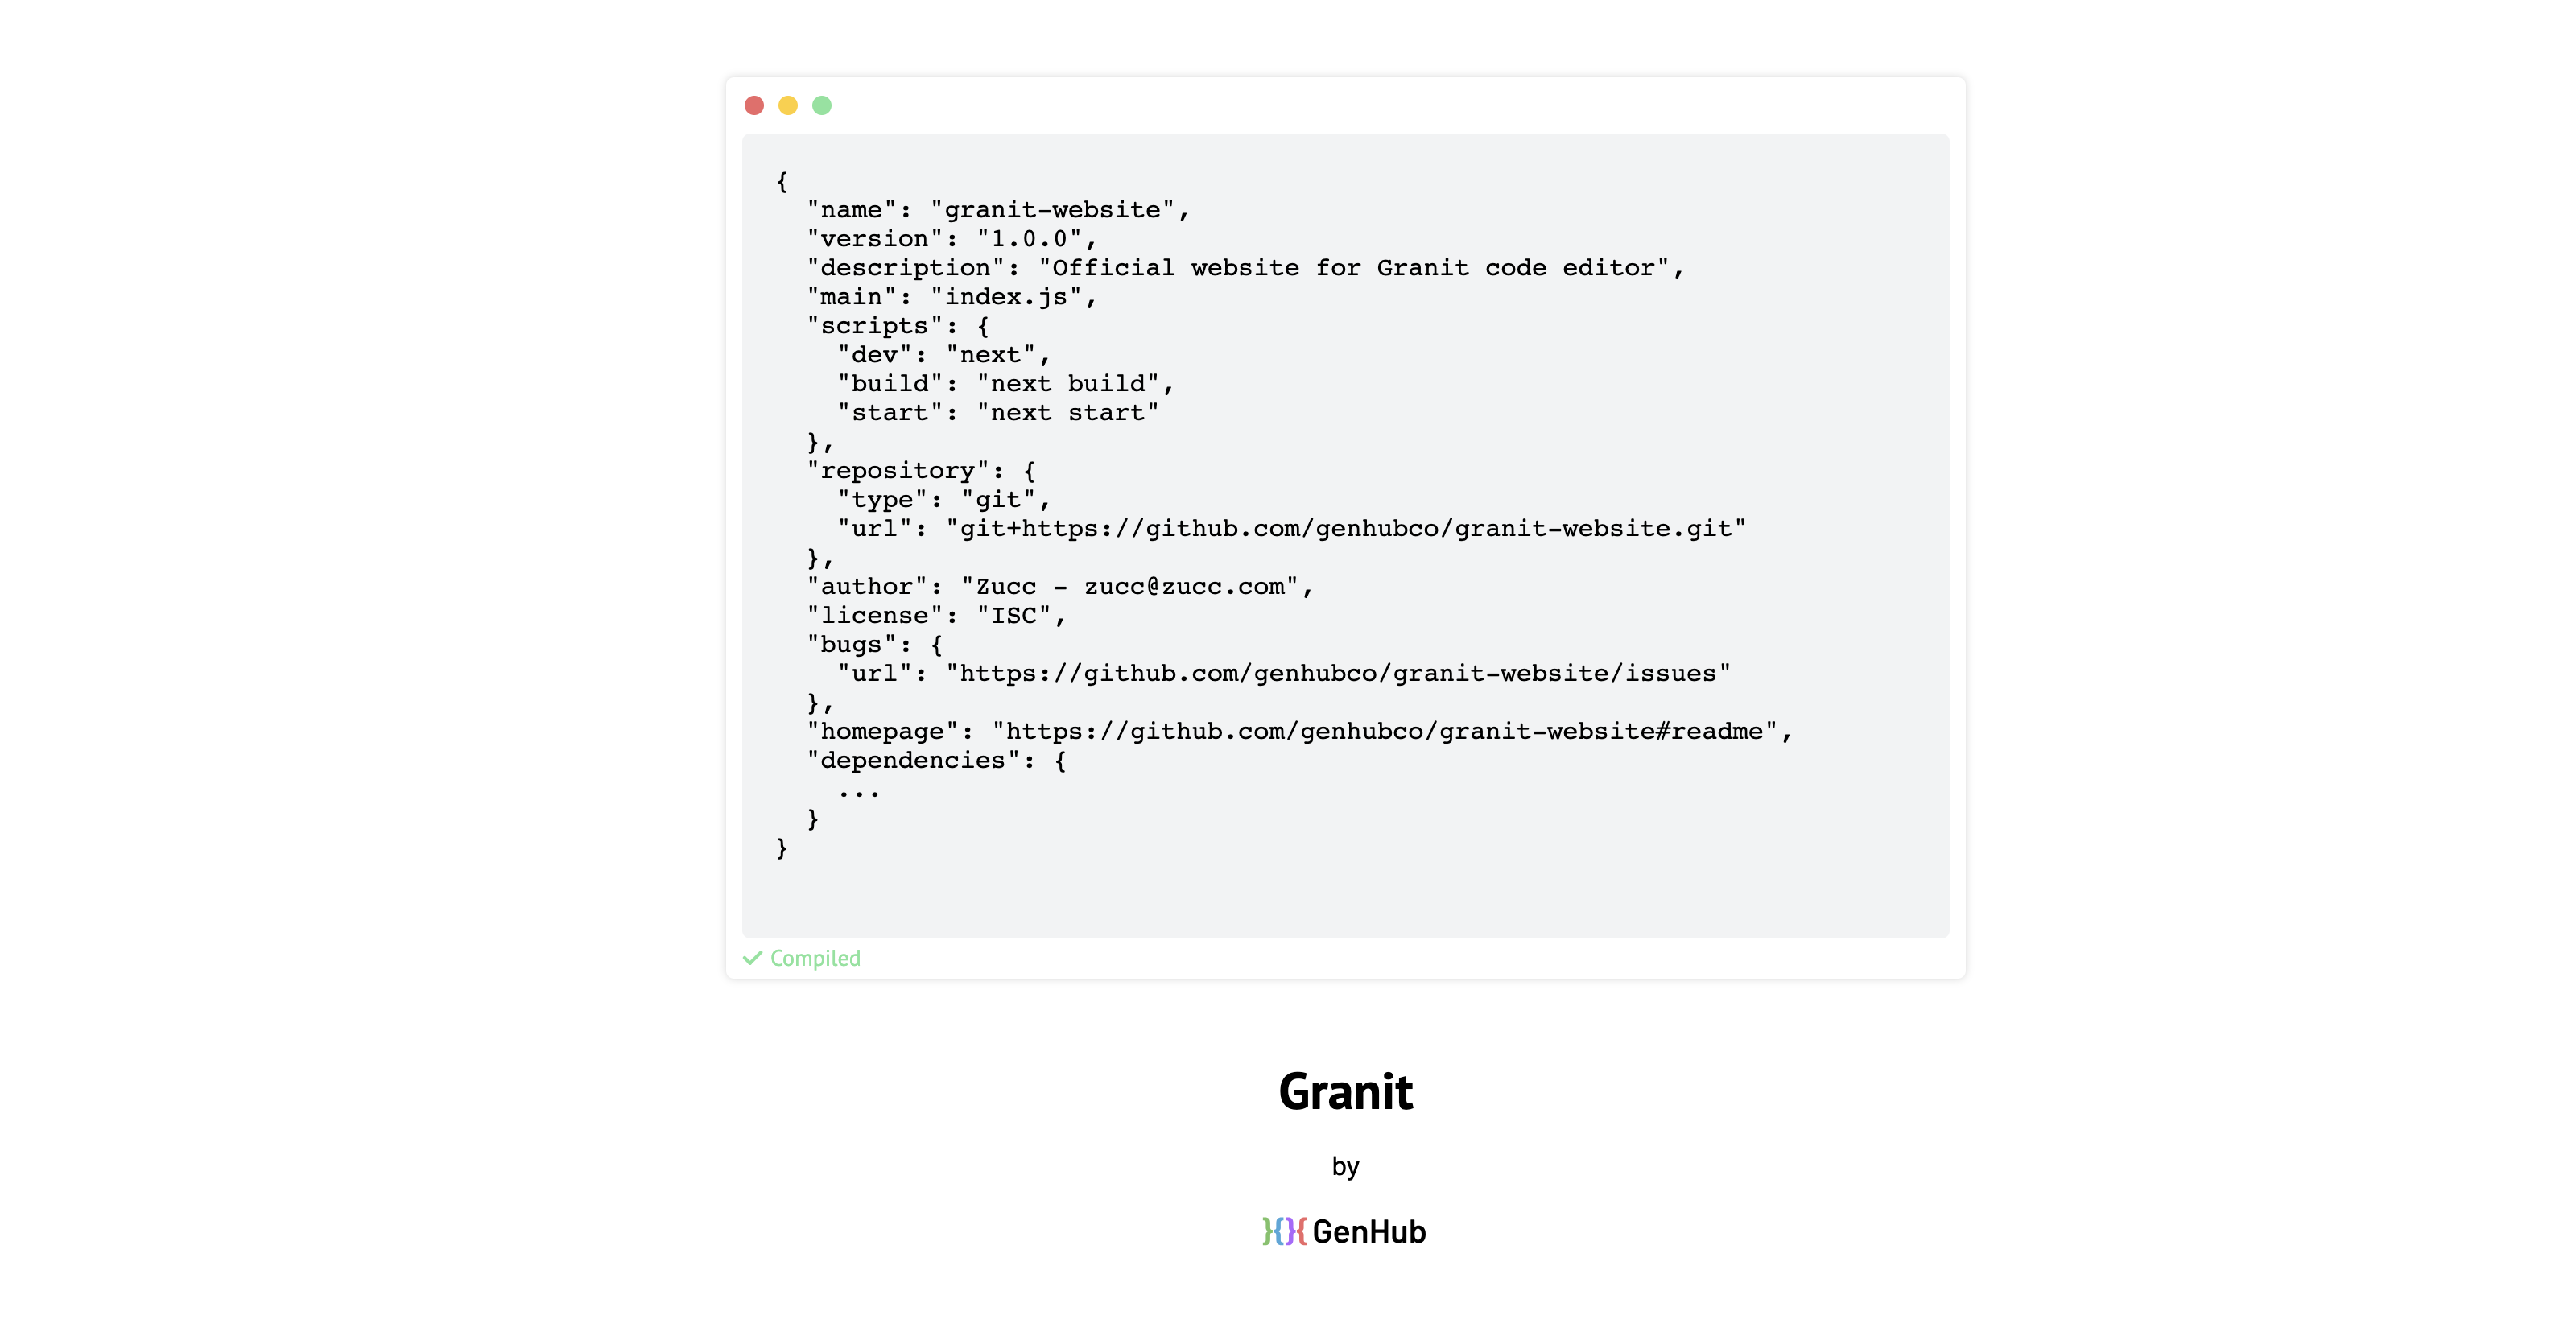 {
  "name": "granit-website",
  "version": "1.0.0",
  "description": "Official website for Granit code editor",
  "main": "index.js",
  "scripts": {
    "dev": "next",
    "build": "next build",
    "start": "next start"
  },
  "repository": {
    "type": "git",
    "url": "git+https://github.com/genhubco/granit-website.git"
  },
  "author": "Zucc - zucc@zucc.com",
  "license": "ISC",
  "bugs": {
    "url": "https://github.com/genhubco/granit-website/issues"
  },
  "homepage": "https://github.com/genhubco/granit-website#readme",
  "dependencies": {
    ...
  }
}
Compiled
Granit
by
}{}{ GenHub